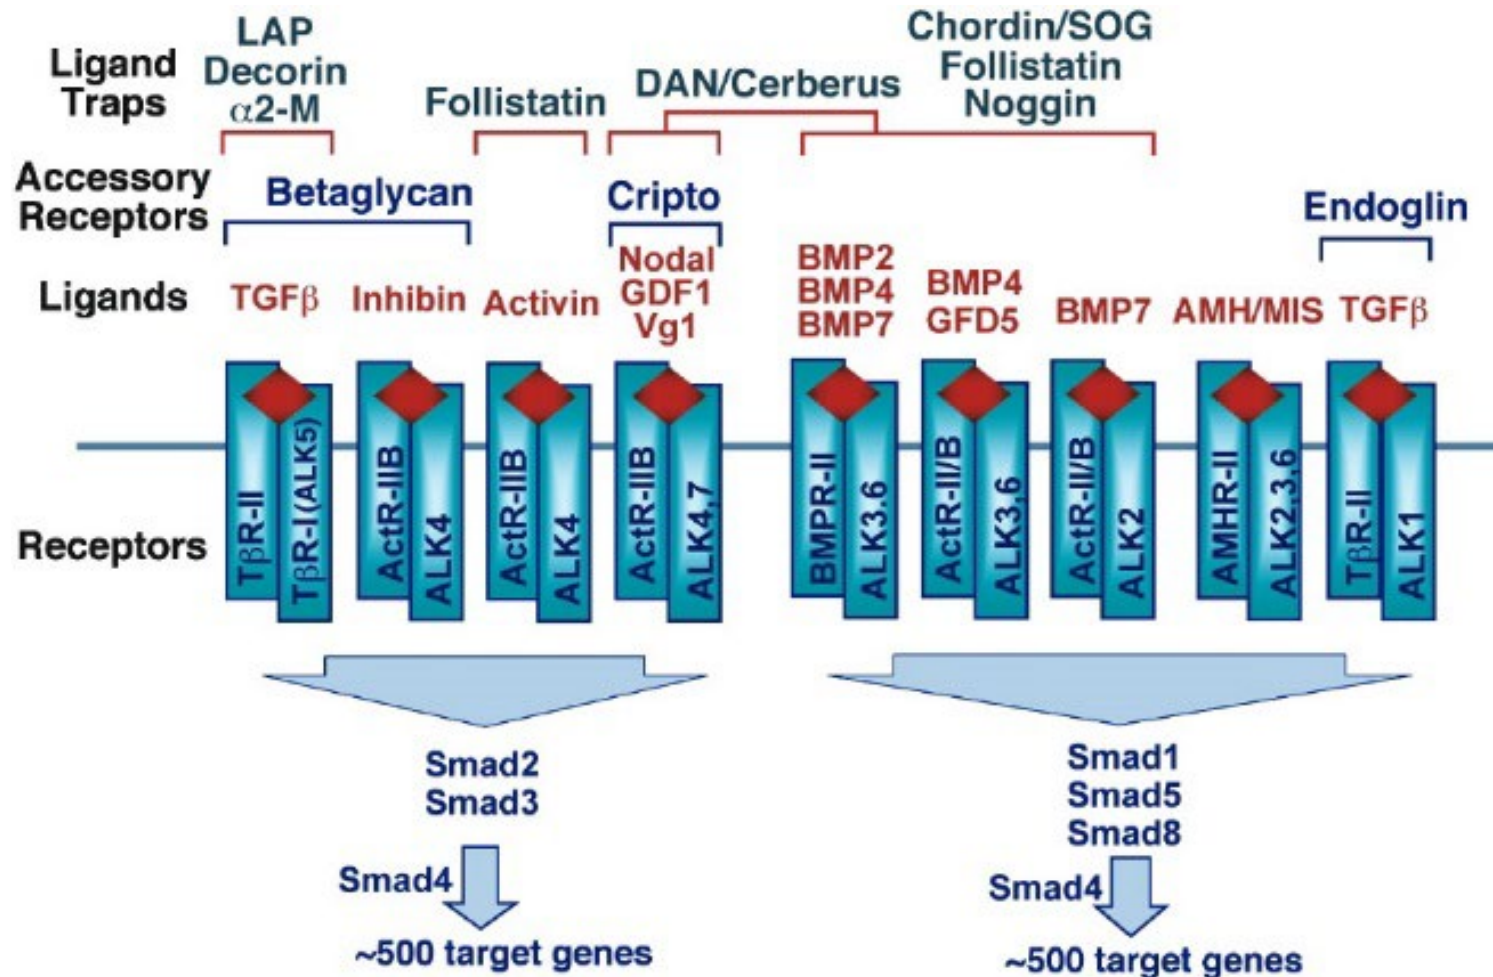 Ligand
Traps
LAP
Decorin
α2-M
Follistatin
DAN/Cerberus
Chordin/SOG
Follistatin
Noggin
Accessory
Receptors
Betaglycan
Cripto
Endoglin
Ligands
TGFβ
Inhibin
Activin
Nodal
GDF1
Vg1
BMP2
BMP4
BMP7
BMP4
GFD5
BMP7
AMH/MIS
TGFβ
Receptors
TβR-II
TβR-I (ALK5)
ActR-IIB
ALK4
ActR-IIB
ALK4
ActR-IIB
ALK4,7
BMPR-II
ALK3.6
ActR-II/B
ALK3,6
ActR-II/B
ALK2
AMHR-II
ALK2,3,6
TβR-II
ALK1
Smad2
Smad3
Smad4
~500 target genes
Smad1
Smad5
Smad8
Smad4
~500 target genes